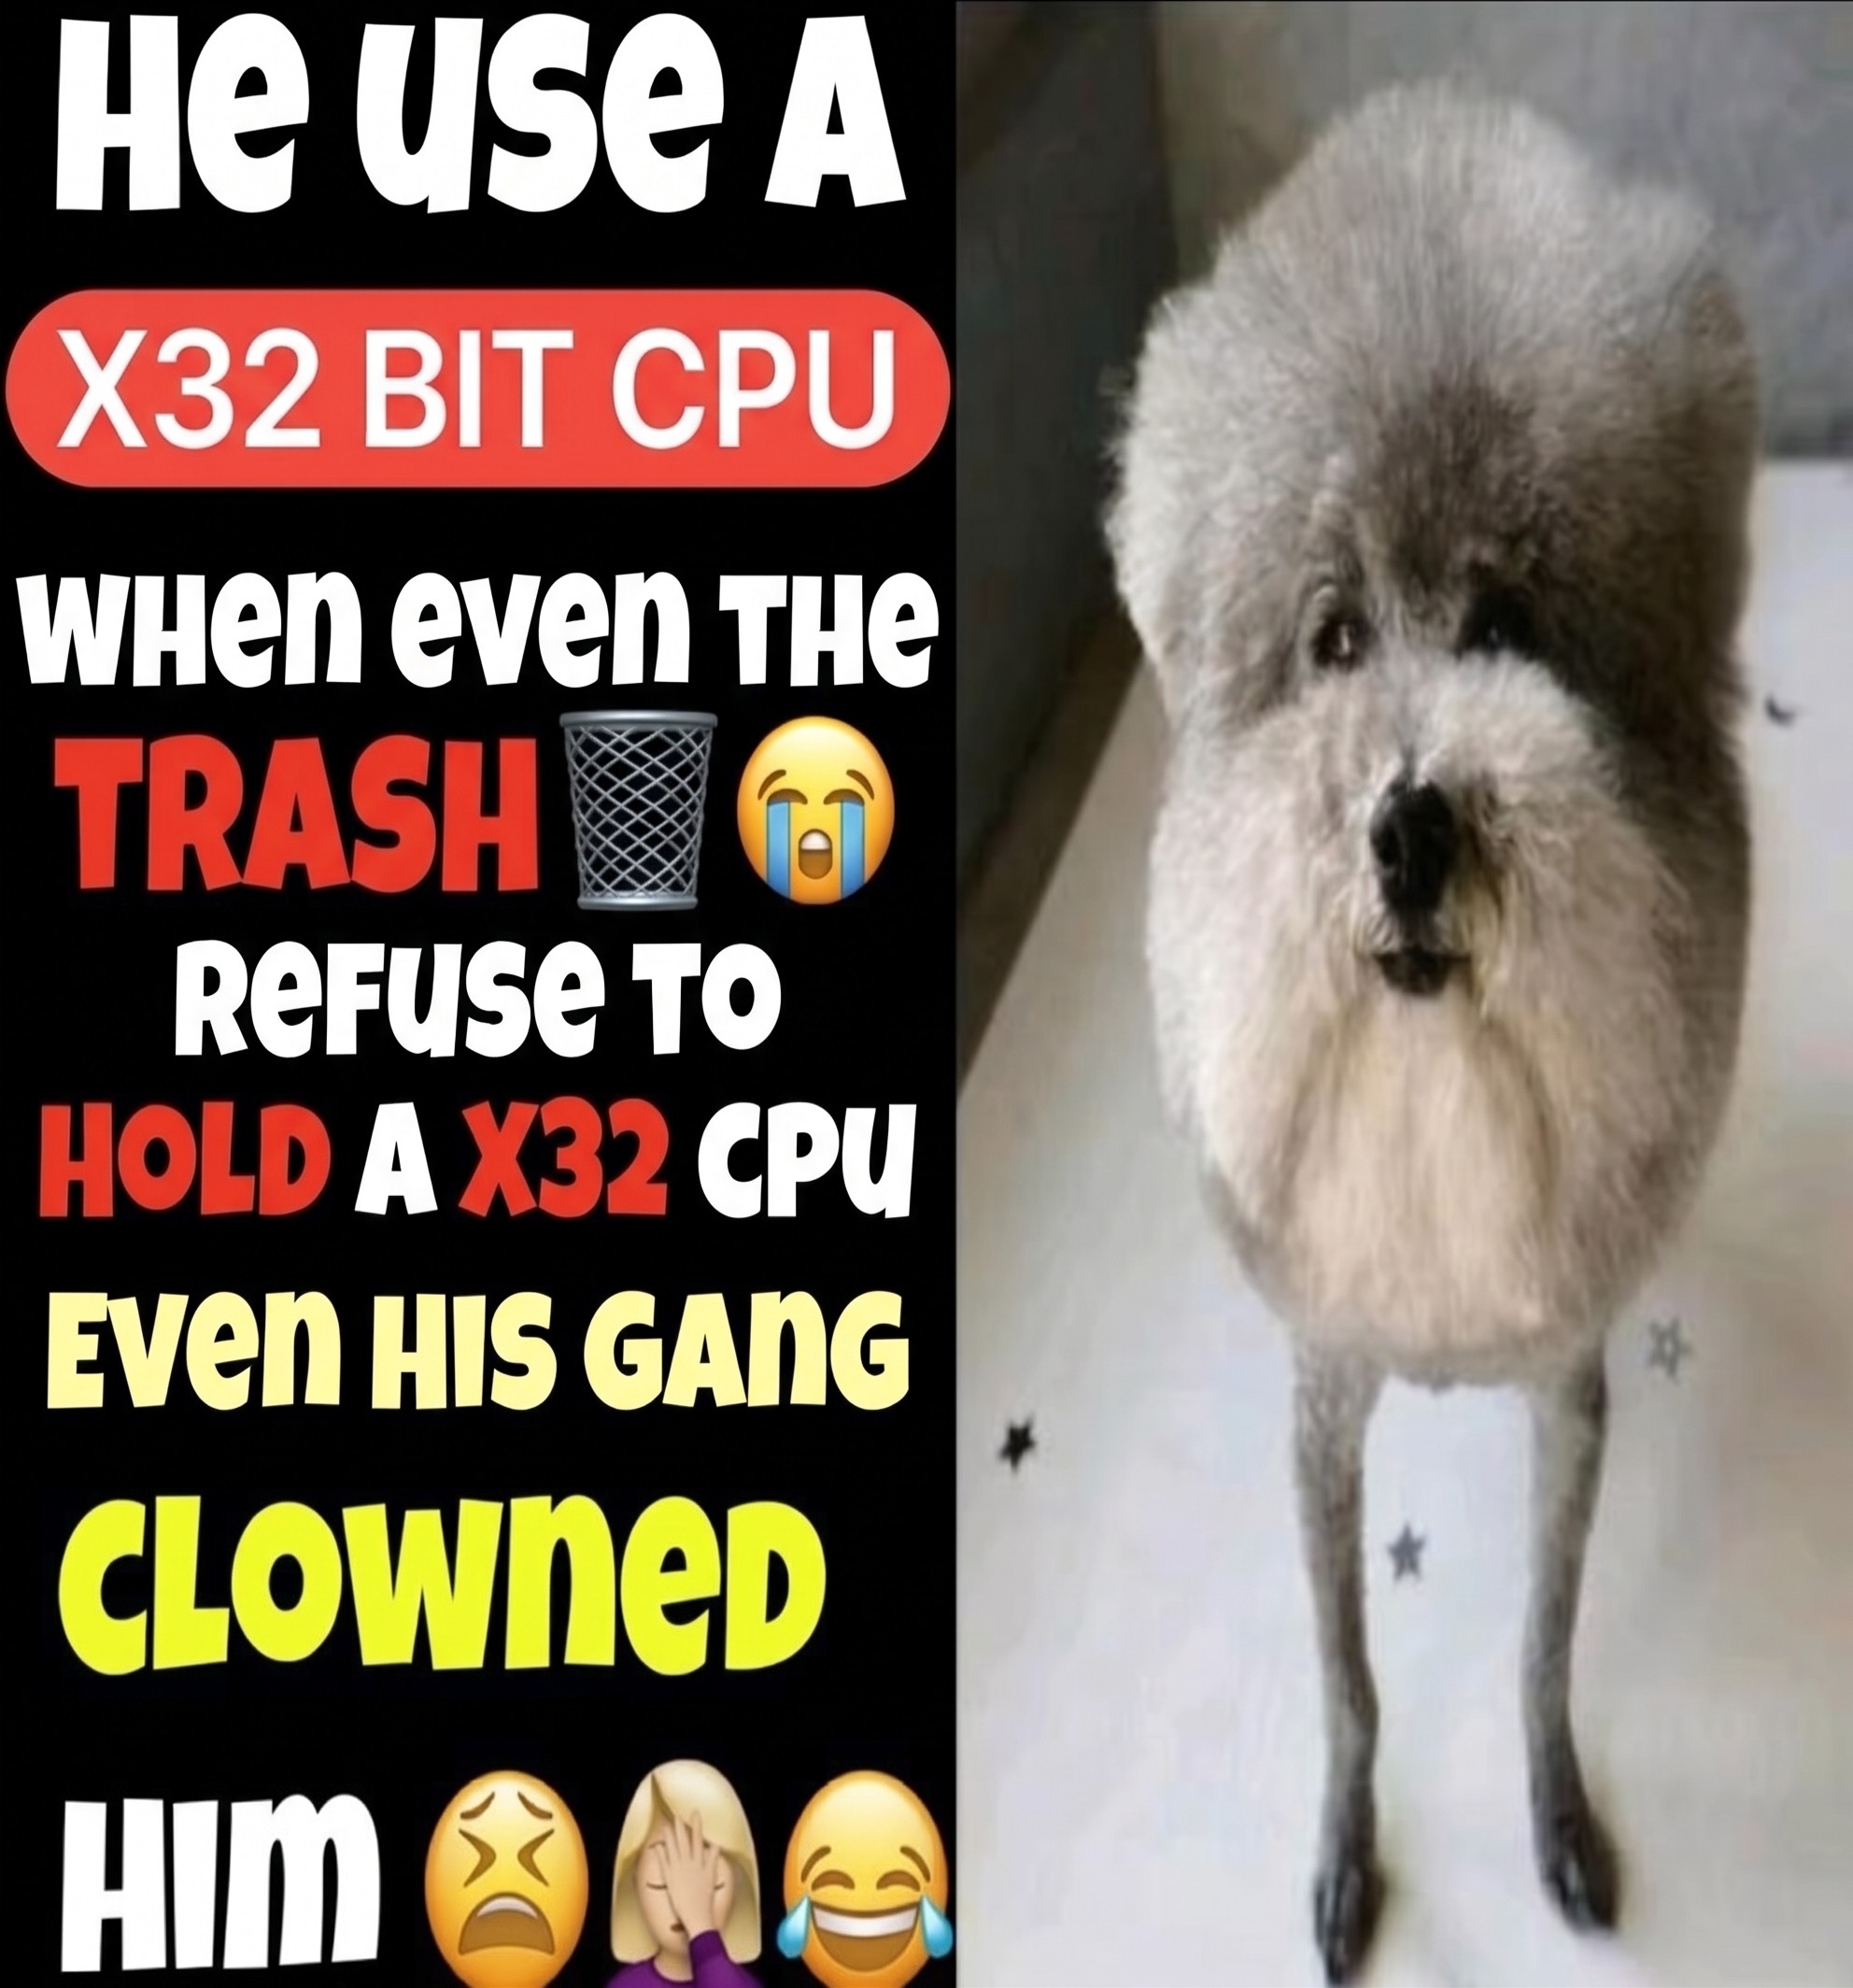 He use A
X32 BIT CPU
when even the
TRASH🗑️😭
Refuse to
HOLD A X32 CPU
Even His Gang
CLOWNED
Him 😫🤦🏼‍♀️😂